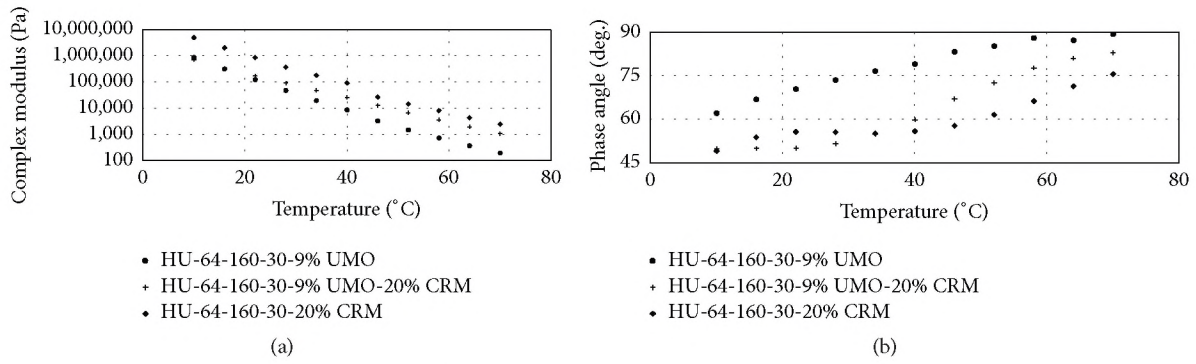 (a)
Complex modulus (Pa)
10,000,000
1,000,000
100,000
10,000
1,000
100
0
20
40
60
80
Temperature (°C)
HU-64-160-30-9% UMO
HU-64-160-30-9% UMO-20% CRM
HU-64-160-30-20% CRM
(b)
Phase angle (deg.)
90
75
60
45
0
20
40
60
80
Temperature (°C)
HU-64-160-30-9% UMO
HU-64-160-30-9% UMO-20% CRM
HU-64-160-30-20% CRM